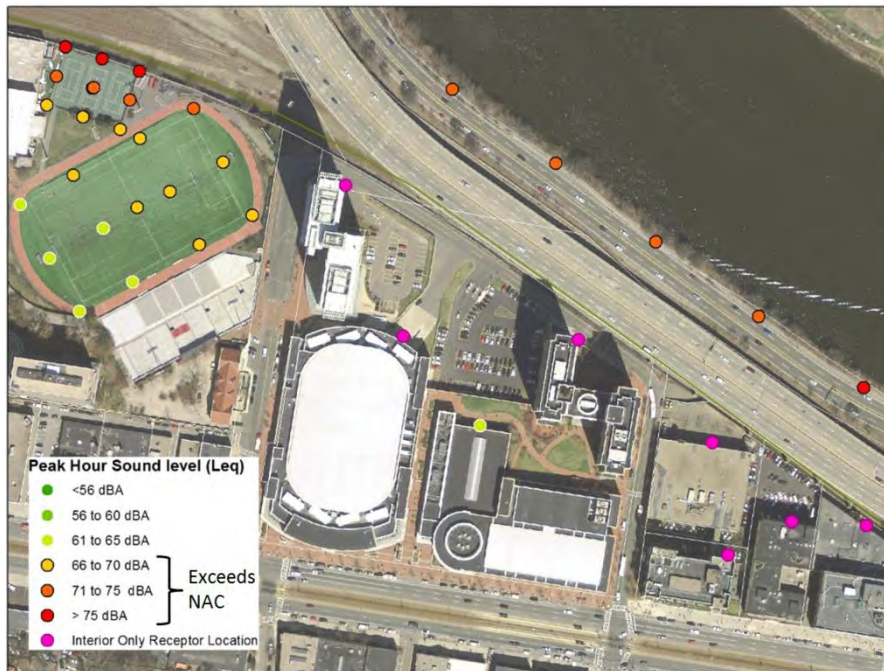 Peak Hour Sound level (Leq)
<56 dBA
56 to 60 dBA
61 to 65 dBA
66 to 70 dBA
71 to 75 dBA
> 75 dBA
Exceeds
NAC
Interior Only Receptor Location